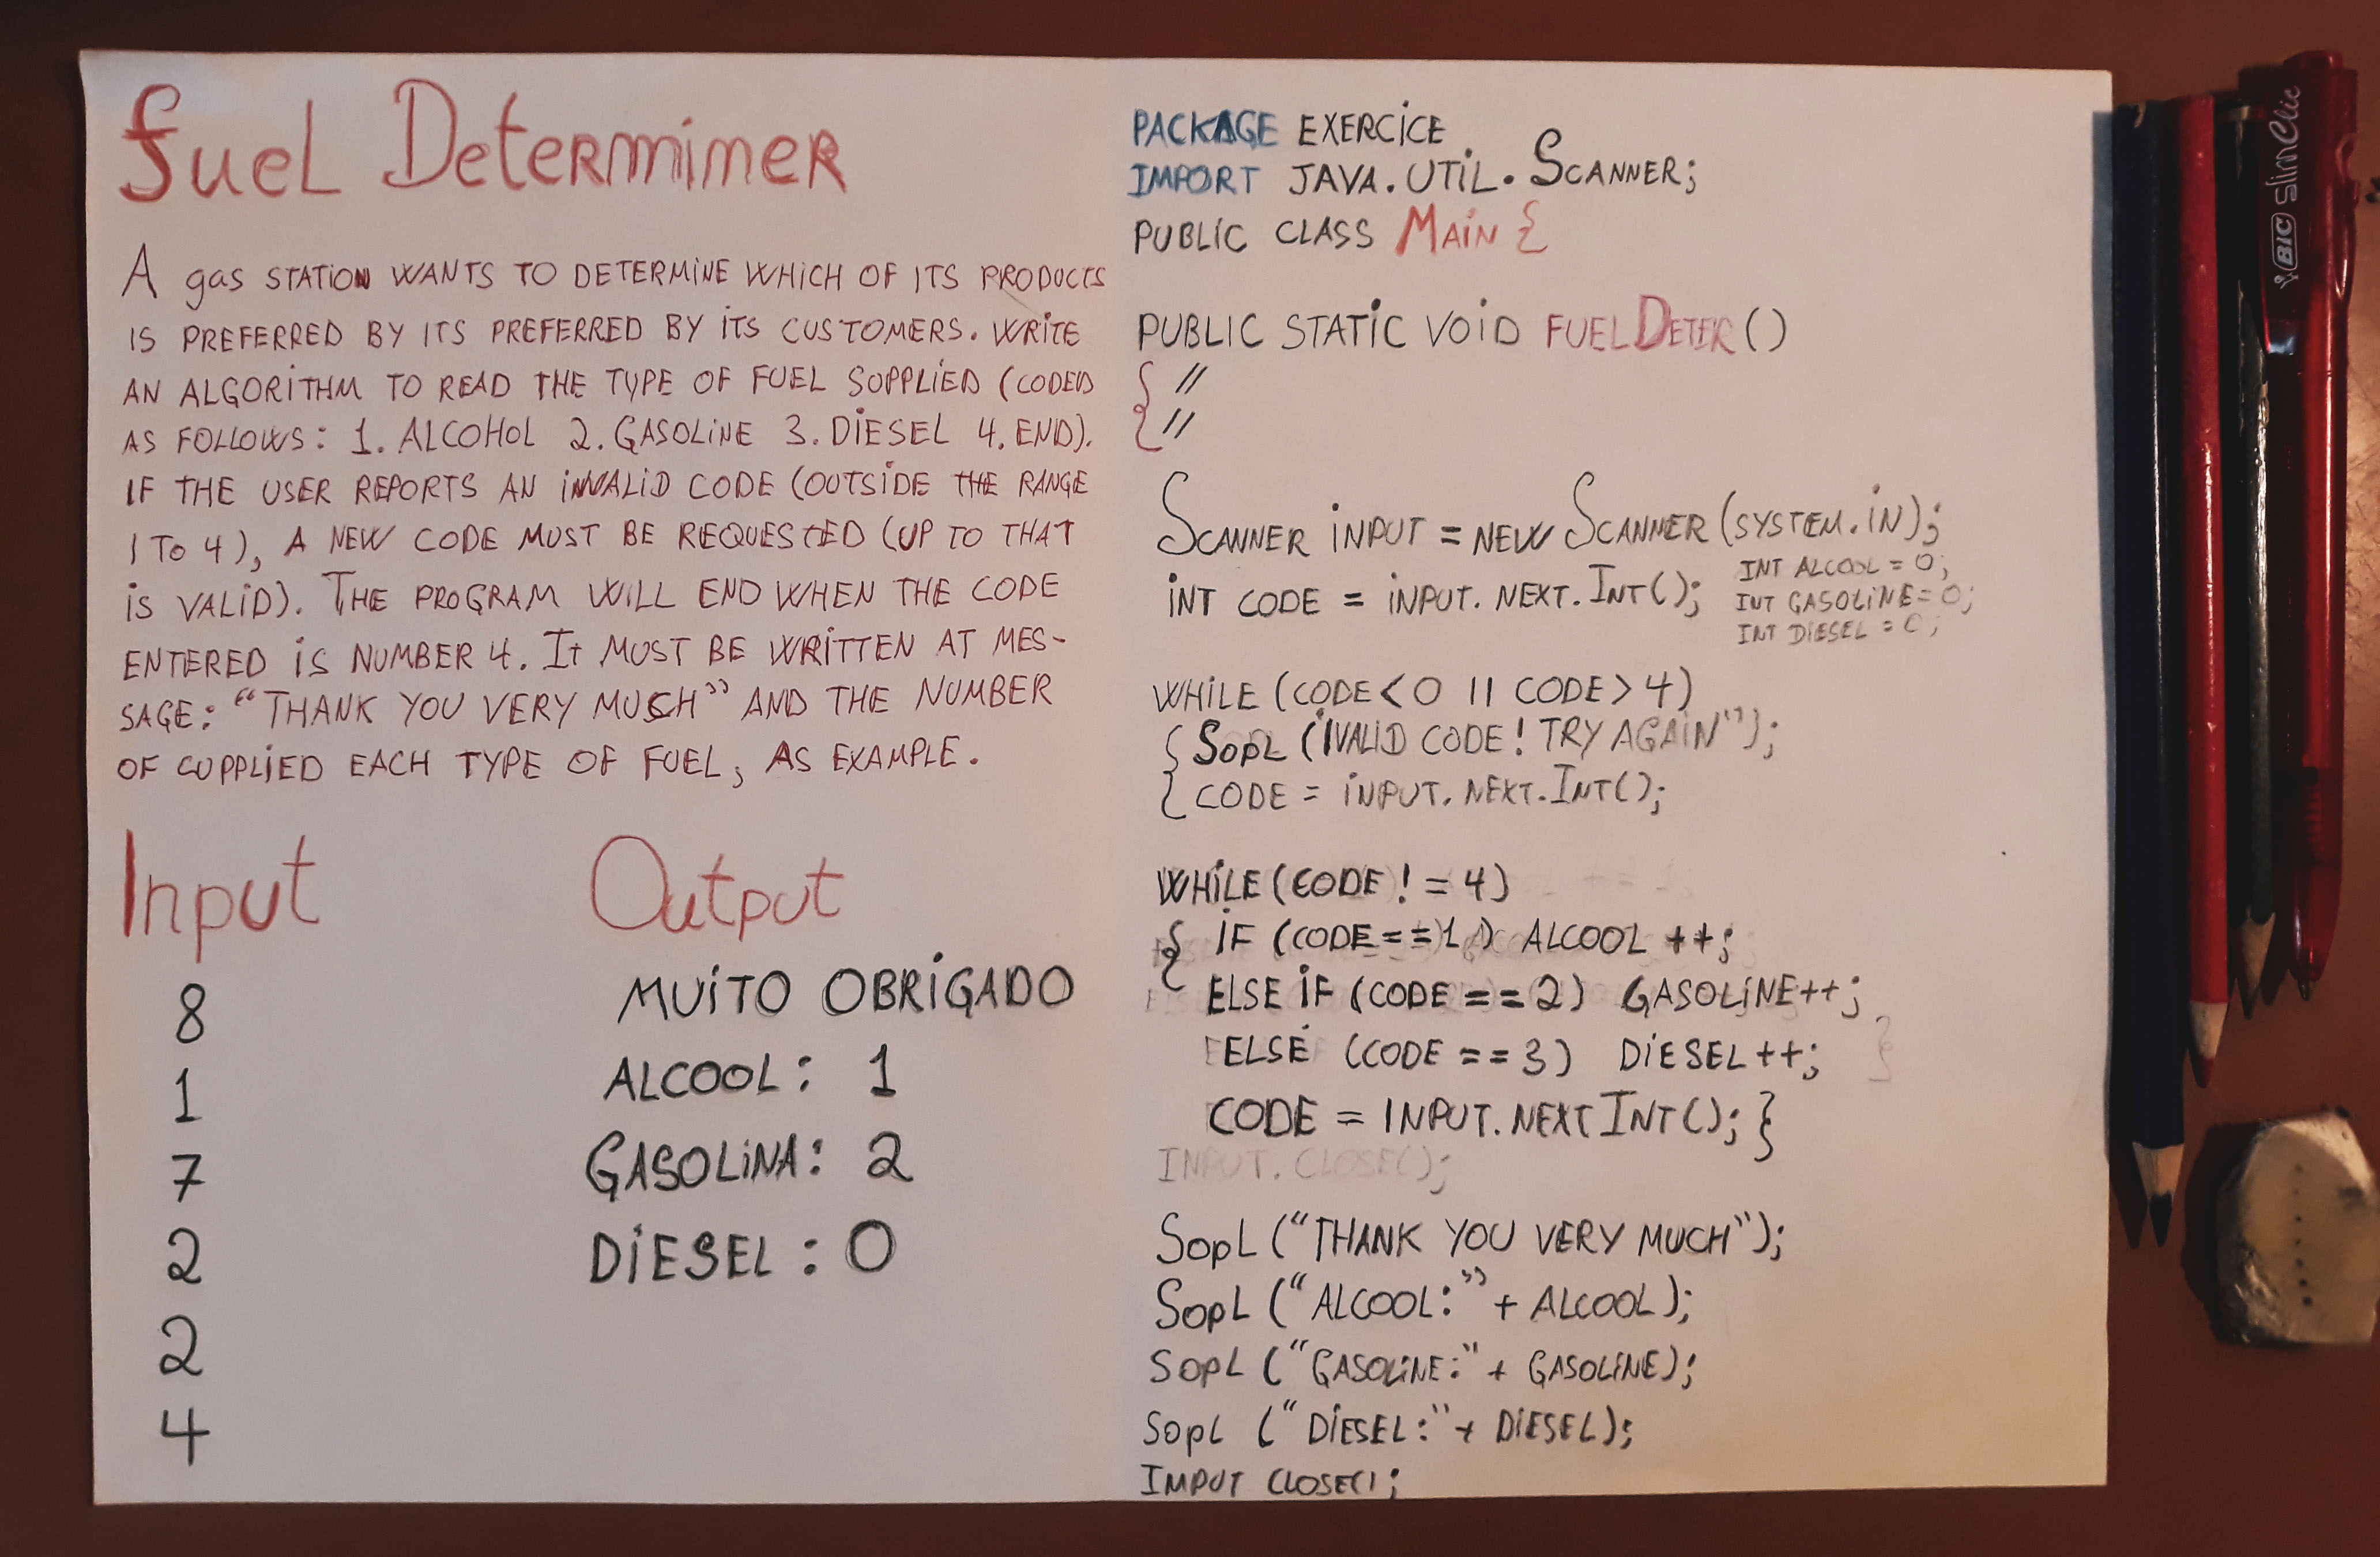 Fuel Determiner
A gas STATION WANTS TO DETERMINE WHICH OF ITS PRODUCTS
IS PREFERRED BY ITS PREFERRED BY ITS CUSTOMERS. WRITE
AN ALGORITHM TO READ THE TYPE OF FUEL SUPPLIED (CODED
AS FOLLOWS: 1. ALCOHOL 2. GASOLINE 3. DIESEL 4. END).
IF THE USER REPORTS AN INVALID CODE (OUTSIDE THE RANGE
1 TO 4), A NEW CODE MUST BE REQUESTED (UP TO THAT
IS VALID). THE PROGRAM WILL END WHEN THE CODE
ENTERED IS NUMBER 4. IT MUST BE WRITTEN AT MES-
SAGE: "THANK YOU VERY MUCH" AND THE NUMBER
OF SUPPLIED EACH TYPE OF FUEL, AS EXAMPLE.
Input
8
1
7
2
2
4
Output
MUITO OBRIGADO
ALCOOL: 1
GASOLINA: 2
DIESEL: 0
PACKAGE EXERCICE
IMPORT JAVA.UTIL.SCANNER;
PUBLIC CLASS MAIN {
PUBLIC STATIC VOID FUELDETER ()
{ //
//
SCANNER INPUT = NEW SCANNER (SYSTEM.IN);
INT CODE = INPUT.NEXT.INT();
INT ALCOOL = 0;
INT GASOLINE = 0;
INT DIESEL = 0;
WHILE (CODE < 0 || CODE > 4)
{ SopL ("IVALID CODE! TRY AGAIN");
CODE = INPUT.NEXT.INT();
WHILE (CODE != 4)
{ IF (CODE == 1) ALCOOL ++;
ELSE IF (CODE == 2) GASOLINE++;
ELSE (CODE == 3) DIESEL++; }
CODE = INPUT.NEXTINT(); }
INPUT.CLOSE();
SopL ("THANK YOU VERY MUCH");
SopL ("ALCOOL:" + ALCOOL);
SopL ("GASOLINE:" + GASOLINE);
SopL ("DIESEL:" + DIESEL);
IMPUT CLOSE();
BIC slimClic